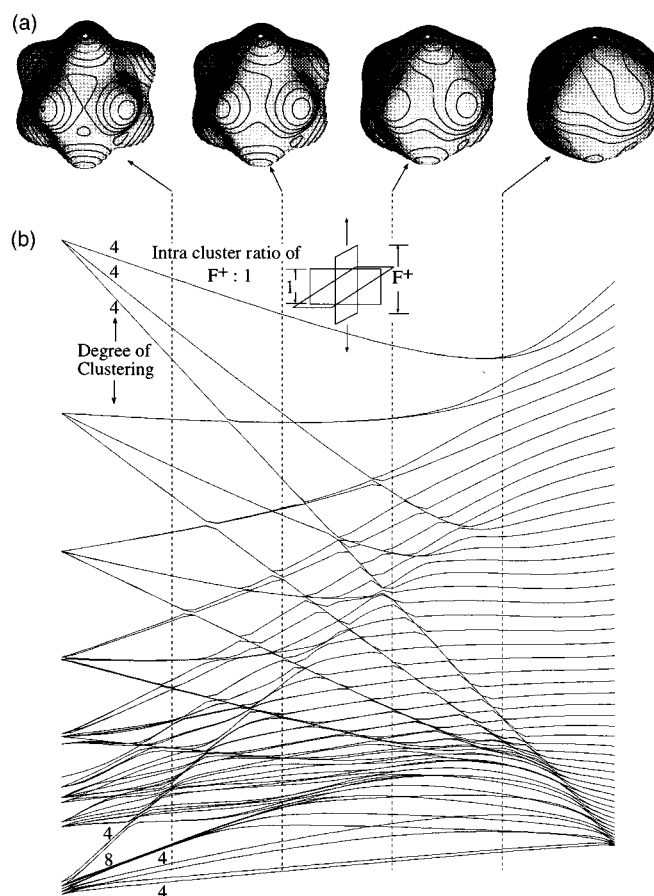 (a)
(b)
4
Intra cluster ratio of
4
F+ : 1
1
F+
4
Degree of
Clustering
4
8
4
4